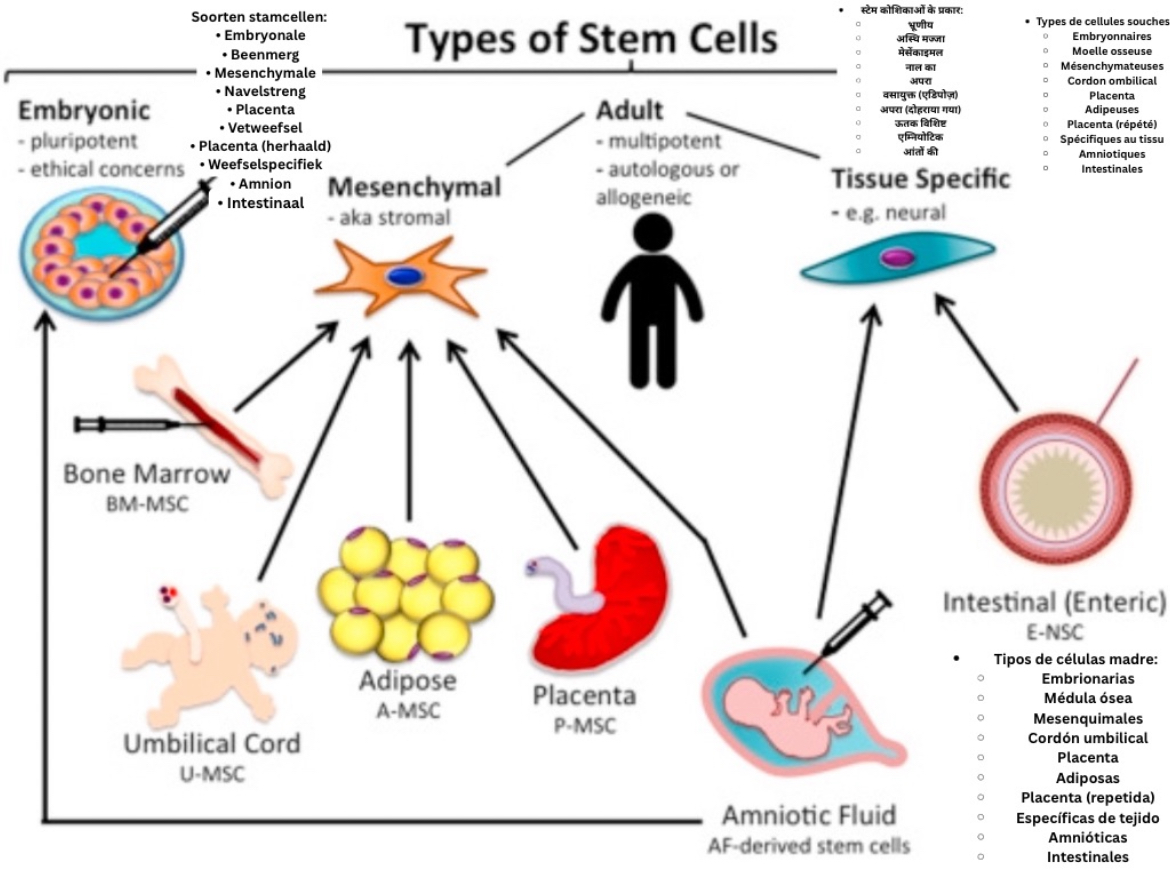 Types of Stem Cells
Soorten stamcellen:
• Embryonale
• Beenmerg
• Mesenchymale
• Navelstreng
• Placenta
• Vetweefsel
• Placenta (herhaald)
• Weefselspecifiek
• Amnion
• Intestinaal
• स्टेम कोशिकाओं के प्रकार:
○ भ्रूणीय
○ अस्थि मज्जा
○ मेसेंकाइमल
○ नाल का
○ अपरा
○ वसायुक्त (एडिपोज़)
○ अपरा (दोहराया गया)
○ ऊतक विशिष्ट
○ एम्नियोटिक
○ आंतों की
• Types de cellules souches
○ Embryonnaires
○ Moelle osseuse
○ Mésenchymateuses
○ Cordon ombilical
○ Placenta
○ Adipeuses
○ Placenta (répété)
○ Spécifiques au tissu
○ Amniotiques
○ Intestinales
Embryonic
- pluripotent
- ethical concerns
Adult
- multipotent
- autologous or
allogeneic
Mesenchymal
- aka stromal
Tissue Specific
- e.g. neural
Bone Marrow
BM-MSC
Umbilical Cord
U-MSC
Adipose
A-MSC
Placenta
P-MSC
Amniotic Fluid
AF-derived stem cells
Intestinal (Enteric)
E-NSC
• Tipos de células madre:
○ Embrionarias
○ Médula ósea
○ Mesenquimales
○ Cordón umbilical
○ Placenta
○ Adiposas
○ Placenta (repetida)
○ Específicas de tejido
○ Amnióticas
○ Intestinales